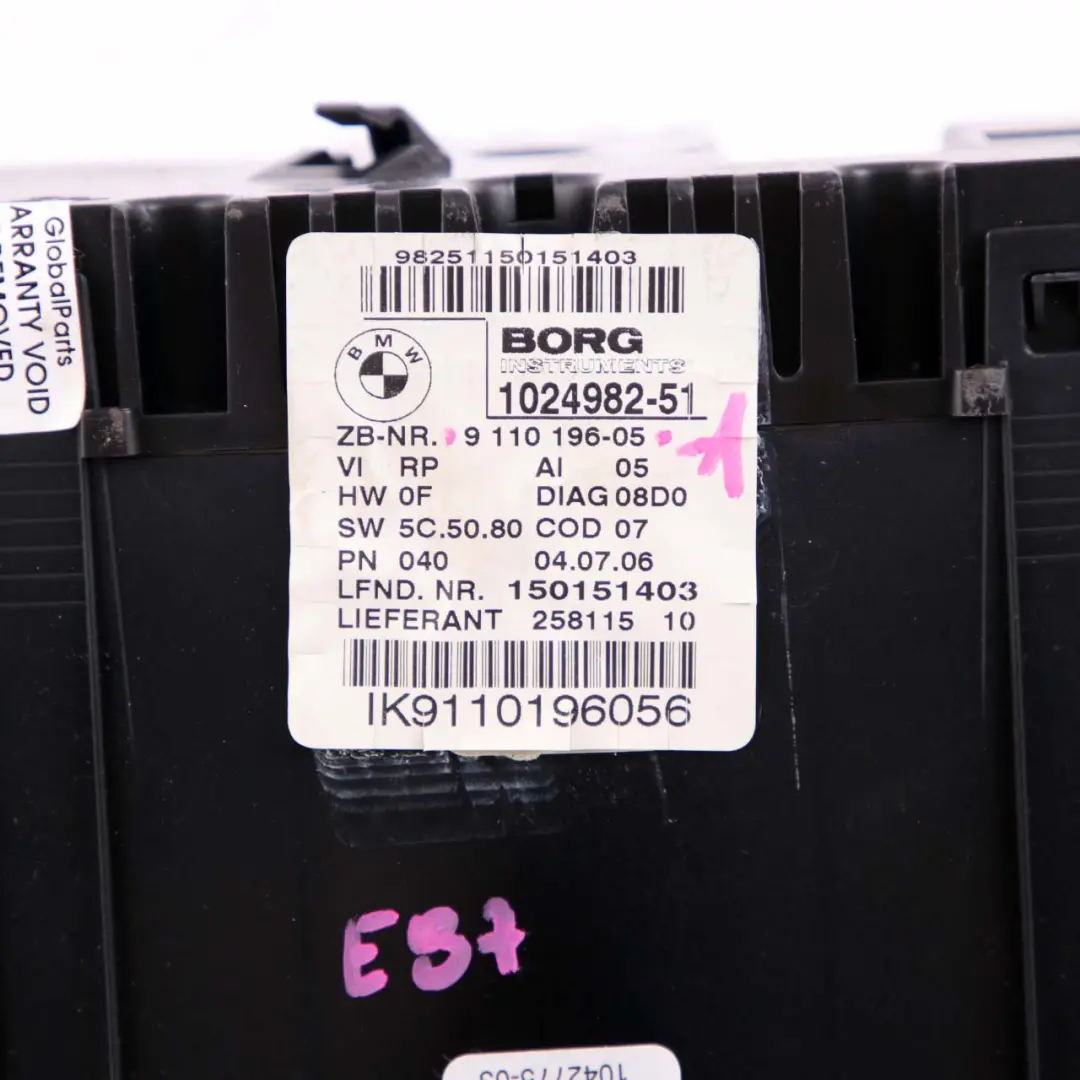 GlobalParts
ARRANTY VOID
98251150151403
BMW
BORG
INSTRUMENTS
1024982-51
ZB-NR. 9 110 196-05
1
VI RP AI 05
HW 0F DIAG 08D0
SW 5C.50.80 COD 07
PN 040 04.07.06
LFND. NR. 150151403
LIEFERANT 258115 10
IK9110196056
E87